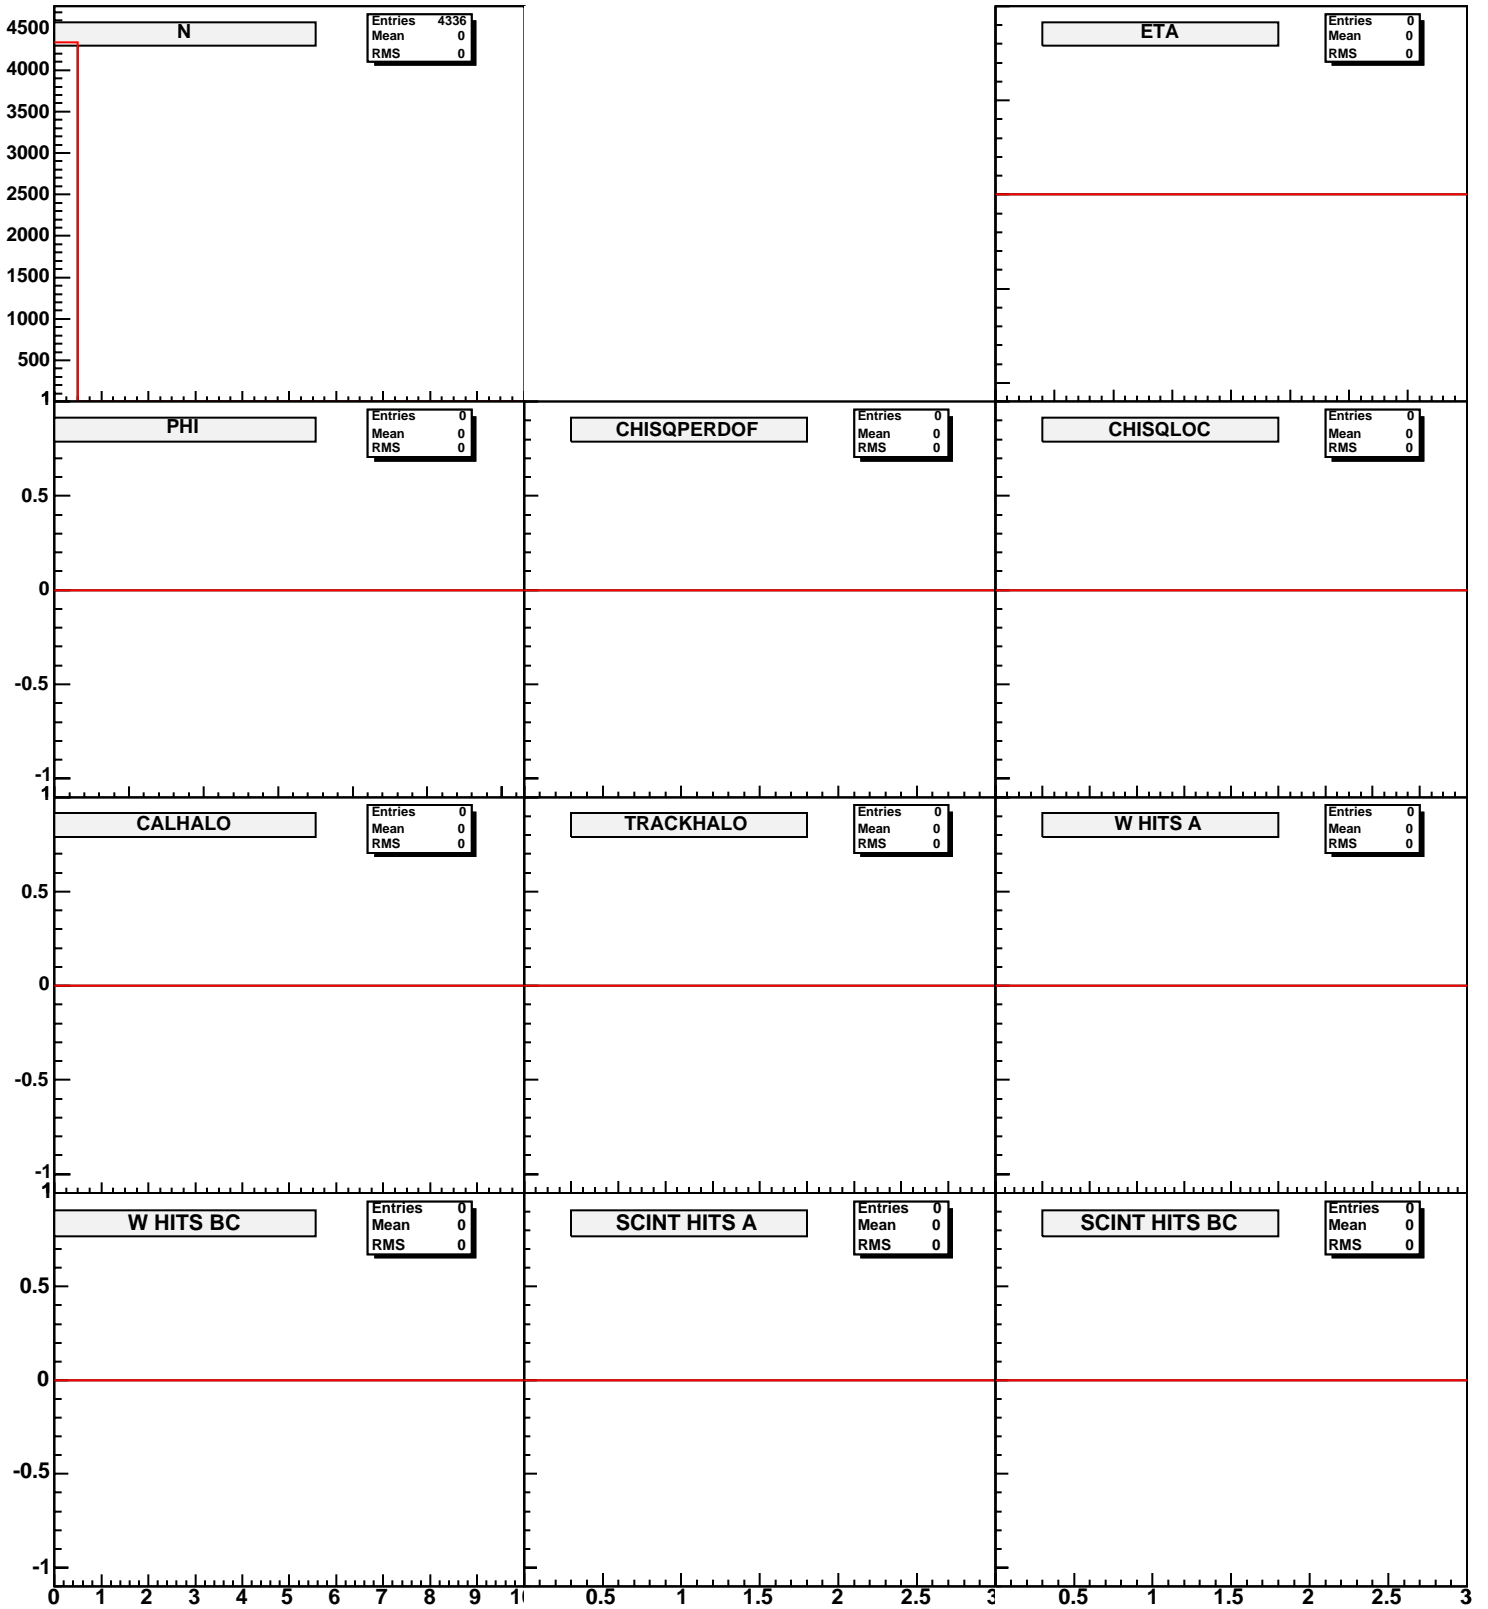 N
Entries 4336
Mean 0
RMS 0
4500
4000
3500
3000
2500
2000
1500
1000
500
ETA
Entries 0
Mean 0
RMS 0
1
PHI
Entries 0
Mean 0
RMS 0
0.5
0
-0.5
-1
CHISQPERDOF
Entries 0
Mean 0
RMS 0
CHISQLOC
Entries 0
Mean 0
RMS 0
1
CALHALO
Entries 0
Mean 0
RMS 0
0.5
0
-0.5
-1
TRACKHALO
Entries 0
Mean 0
RMS 0
W HITS A
Entries 0
Mean 0
RMS 0
1
W HITS BC
Entries 0
Mean 0
RMS 0
0.5
0
-0.5
-1
0 1 2 3 4 5 6 7 8 9
SCINT HITS A
Entries 0
Mean 0
RMS 0
0.5 1 1.5 2 2.5
SCINT HITS BC
Entries 0
Mean 0
RMS 0
0.5 1 1.5 2 2.5 3